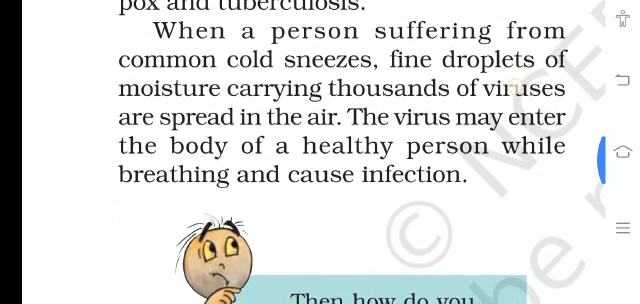 pox and tuberculosis.
When a person suffering from
common cold sneezes, fine droplets of
moisture carrying thousands of viruses
are spread in the air. The virus may enter
the body of a healthy person while
breathing and cause infection.
© NCE
be r
Then how do you